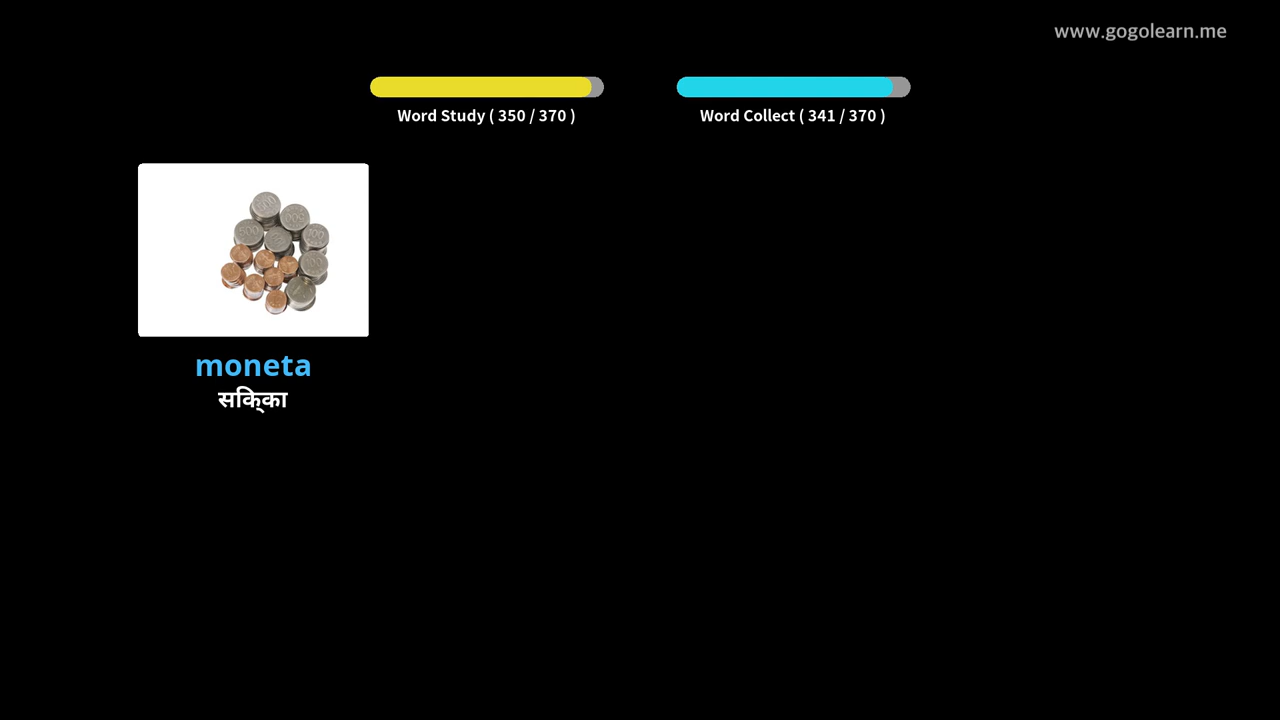 www.gogolearn.me
Word Study ( 350 / 370 )
Word Collect ( 341 / 370 )
moneta
सिक्का